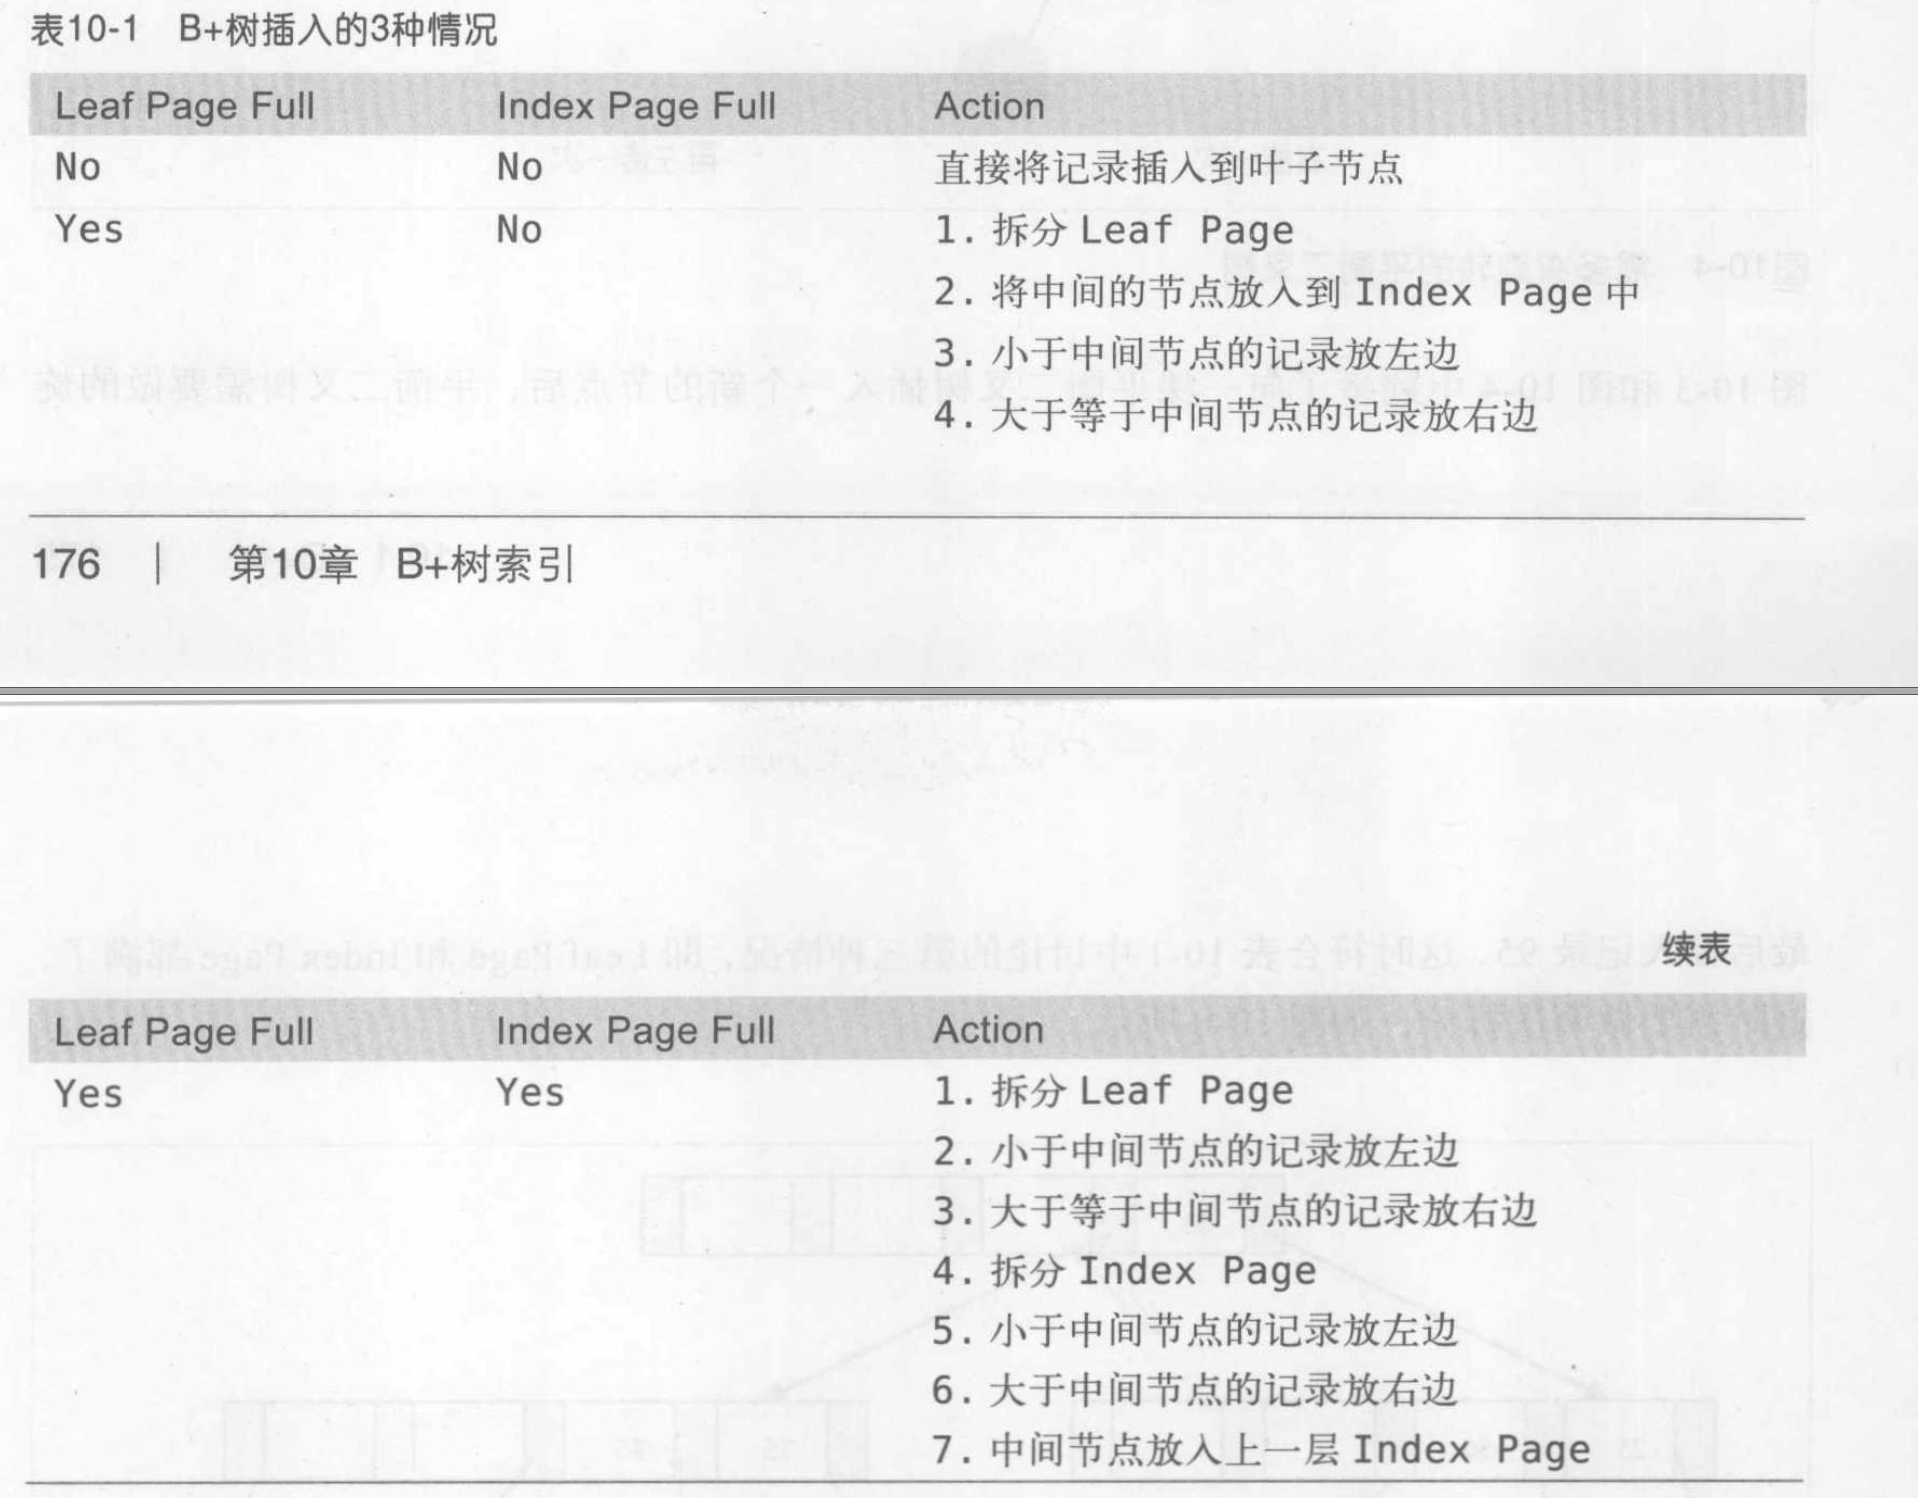 表10-1 B+树插入的3种情况
Leaf Page Full Index Page Full Action
No No 直接将记录插入到叶子节点
Yes No 1. 拆分 Leaf Page
2. 将中间的节点放入到 Index Page 中
3. 小于中间节点的记录放左边
4. 大于等于中间节点的记录放右边
176 | 第10章 B+树索引
续表
Leaf Page Full Index Page Full Action
Yes Yes 1. 拆分 Leaf Page
2. 小于中间节点的记录放左边
3. 大于等于中间节点的记录放右边
4. 拆分 Index Page
5. 小于中间节点的记录放左边
6. 大于中间节点的记录放右边
7. 中间节点放入上一层 Index Page